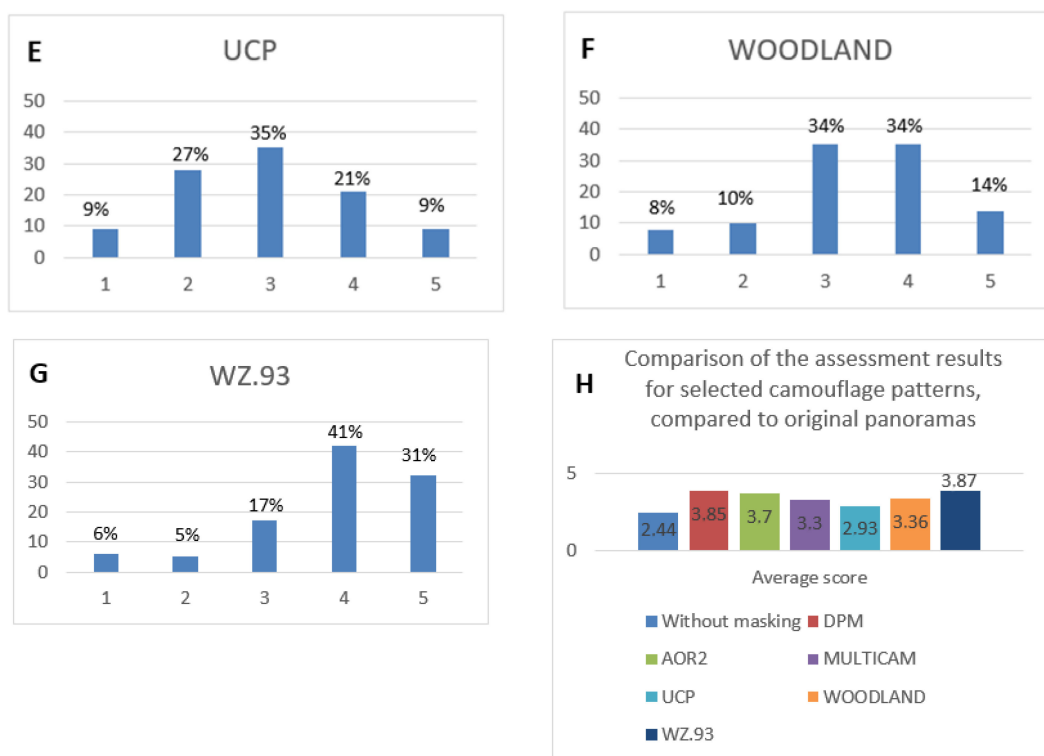 E
UCP
50
40
30
20
10
0
9%
27%
35%
21%
9%
1 2 3 4 5
F
WOODLAND
50
40
30
20
10
0
8%
10%
34%
34%
14%
1 2 3 4 5
G
WZ.93
50
40
30
20
10
0
6%
5%
17%
41%
31%
1 2 3 4 5
H
Comparison of the assessment results
for selected camouflage patterns,
compared to original panoramas
5
0
2.44 3.85 3.7 3.3 2.93 3.36 3.87
Average score
Without masking DPM
AOR2 MULTICAM
UCP WOODLAND
WZ.93